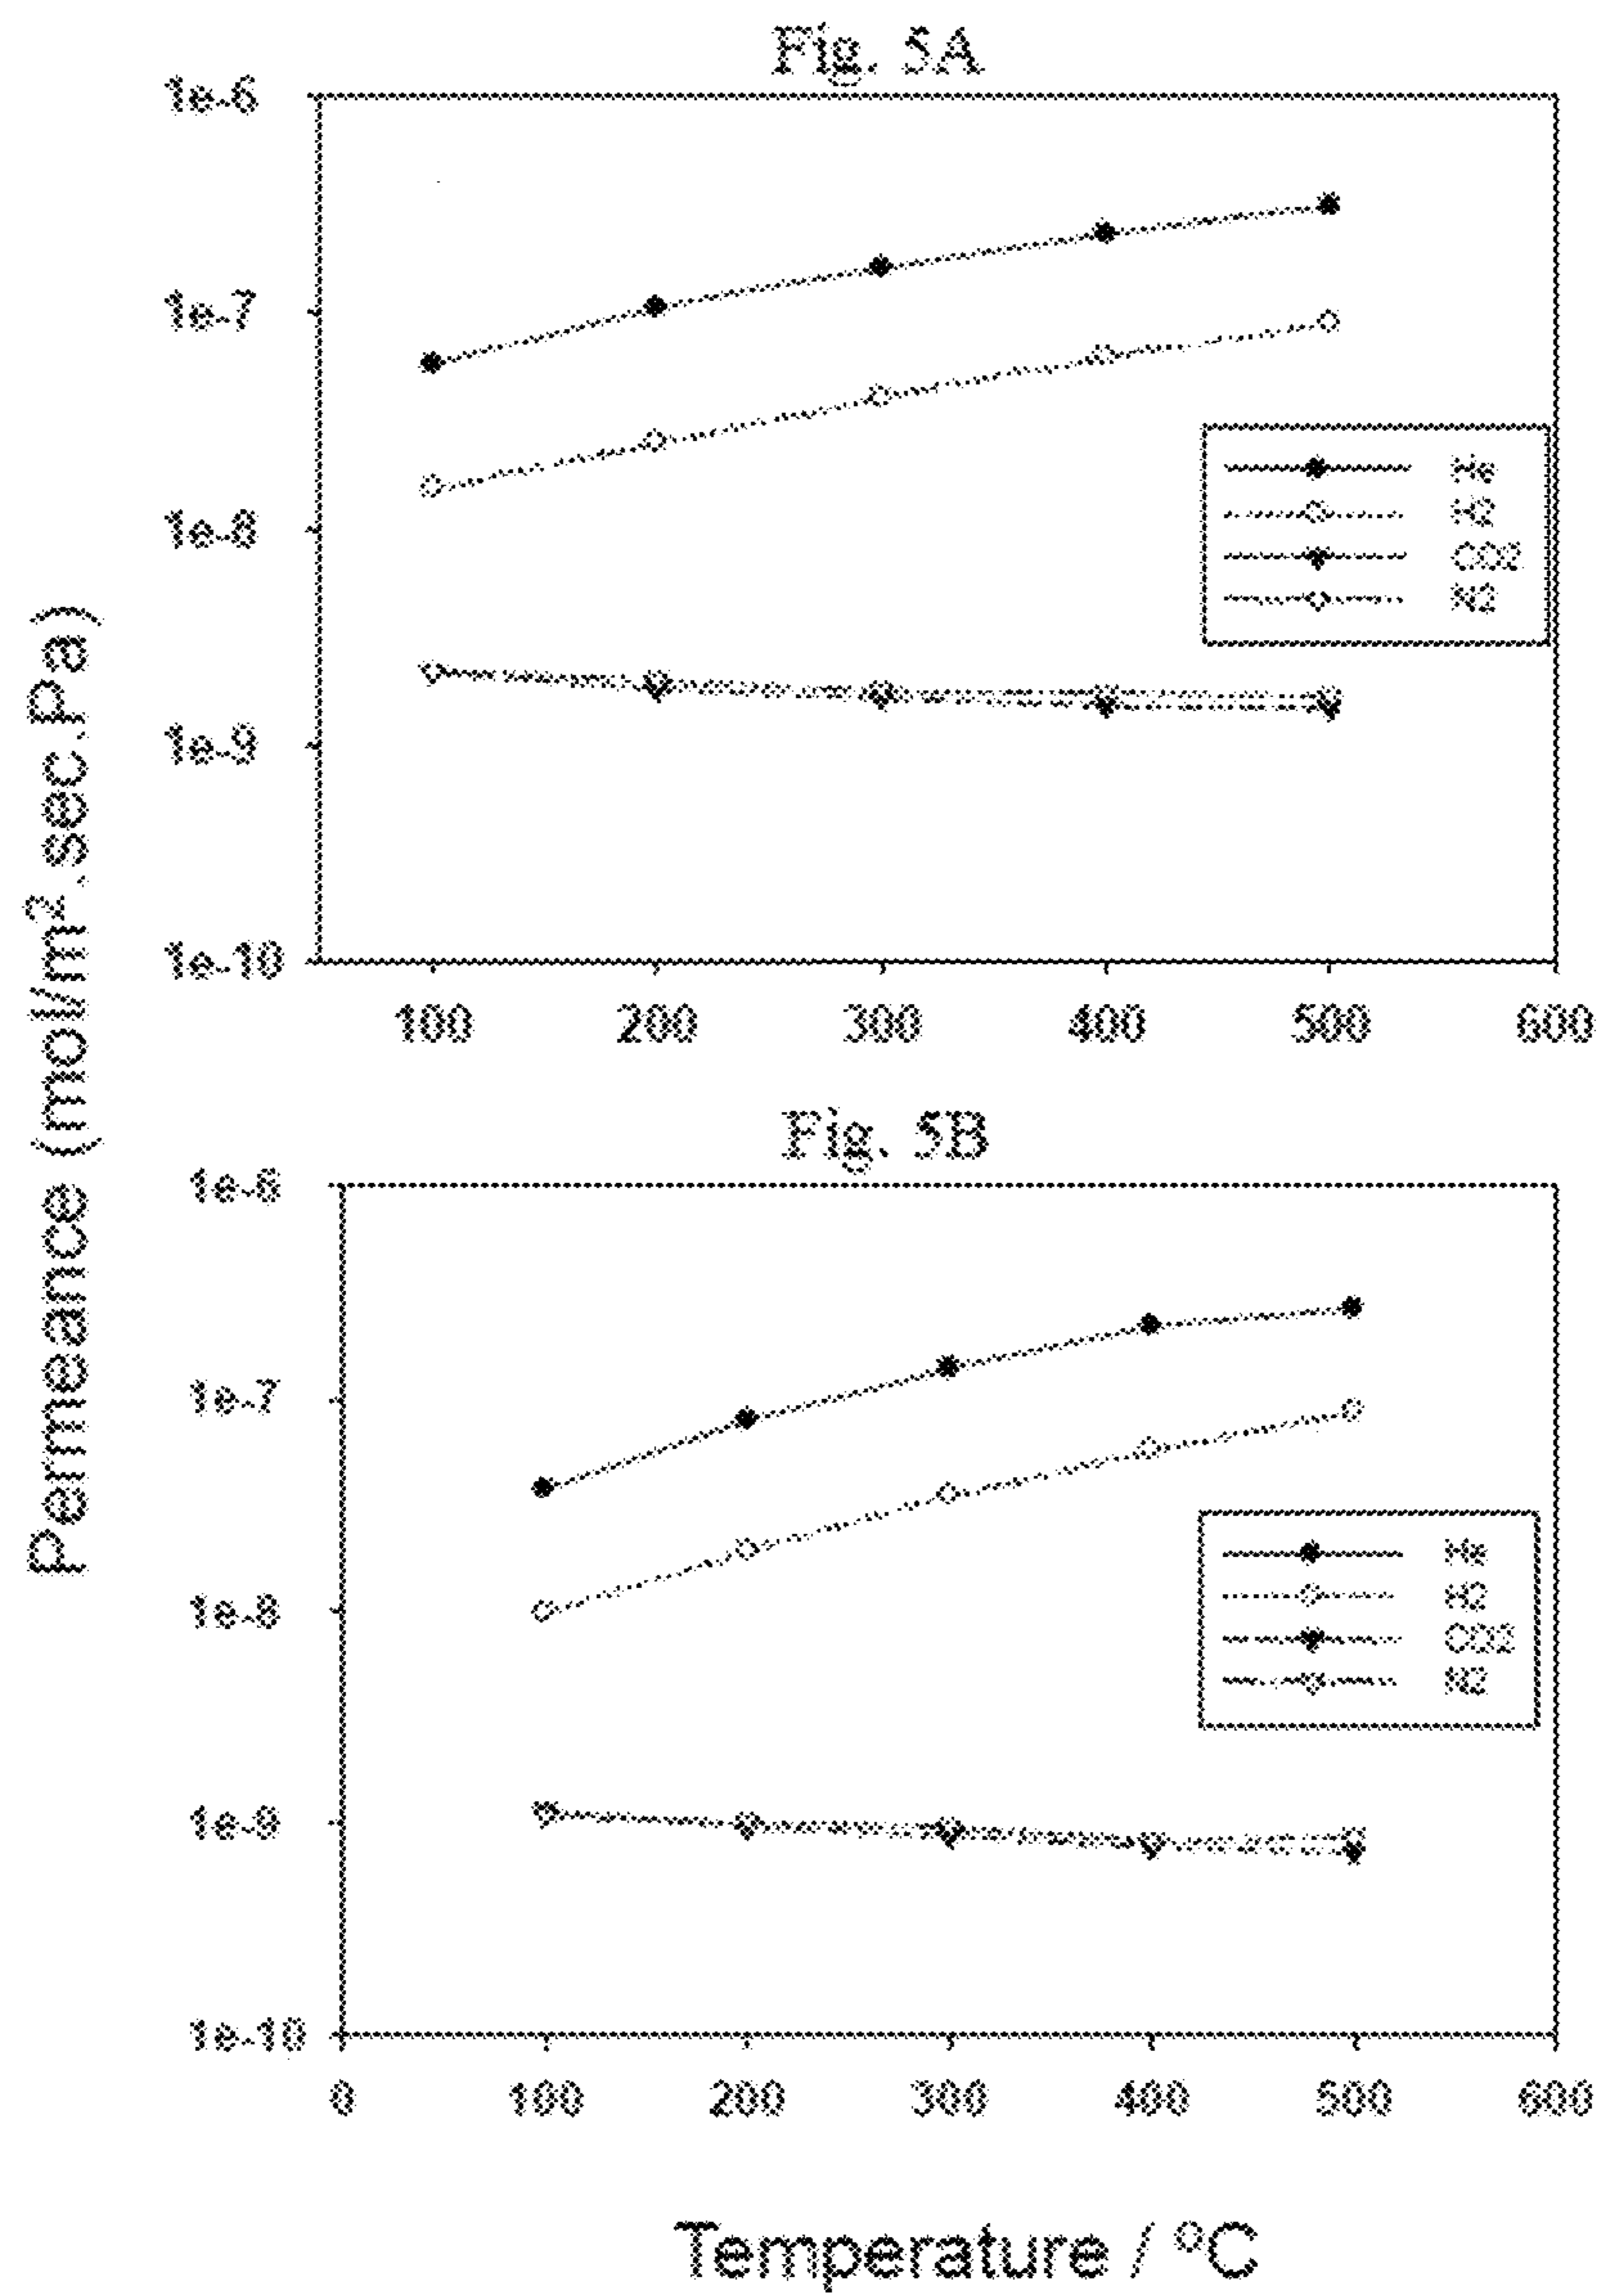 Fig. 5A
1e-6
1e-7
1e-8
1e-9
1e-10
100 200 300 400 500 600
He
H2
CO2
N2
Permeance (mol/m².sec.Pa)
Fig. 5B
1e-6
1e-7
1e-8
1e-9
1e-10
0 100 200 300 400 500 600
He
H2
CO2
N2
Temperature / °C